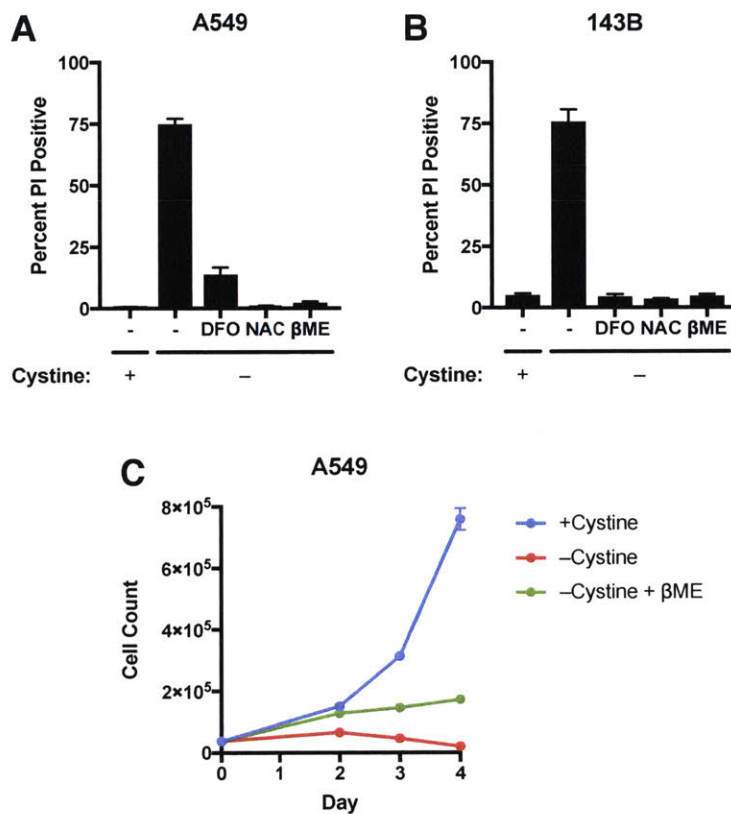 A
A549
100
75
50
25
0
Percent PI Positive
- - DFO NAC βME
Cystine: + –
B
143B
100
75
50
25
0
Percent PI Positive
- - DFO NAC βME
Cystine: + –
C
A549
8×10⁵
6×10⁵
4×10⁵
2×10⁵
0
Cell Count
0 1 2 3 4
Day
+Cystine
–Cystine
–Cystine + βME